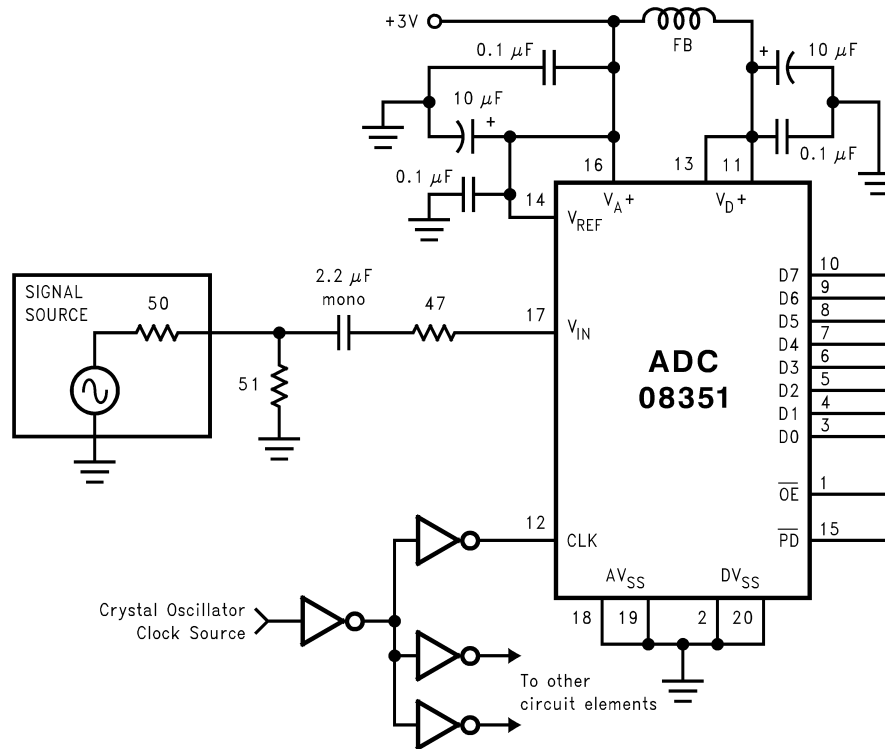 +3V
FB
0.1 μF
+
10 μF
10 μF
+
0.1 μF
0.1 μF
16
13
11
14
V_A+
V_D+
V_REF
SIGNAL
SOURCE
50
51
2.2 μF
mono
47
17
V_IN
ADC
08351
D7
10
D6
9
D5
8
D4
7
D3
6
D2
5
D1
4
D0
3
O̅E̅
1
P̅D̅
15
12
CLK
AV_SS
DV_SS
18
19
2
20
Crystal Oscillator
Clock Source
To other
circuit elements